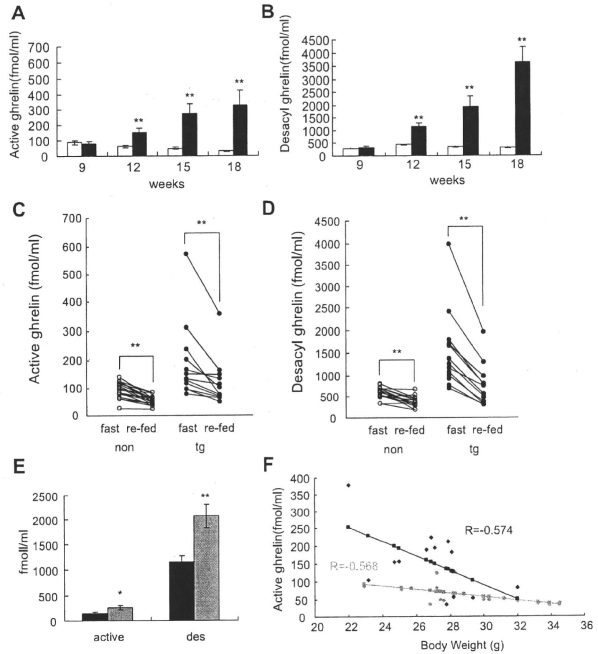 A
Active ghrelin(fmol/ml)
700
600
500
400
300
200
100
0
**
**
**
9 12 15 18
weeks
B
Desacyl ghrelin(fmol/ml)
4500
4000
3500
3000
2500
2000
1500
1000
500
0
**
**
**
9 12 15 18
weeks
C
Active ghrelin (fmol/ml)
700
600
500
400
300
200
100
0
**
**
fast re-fed fast re-fed
non tg
D
Desacyl ghrelin (fmol/ml)
4500
4000
3500
3000
2500
2000
1500
1000
500
0
**
**
fast re-fed fast re-fed
non tg
E
fmoll/ml)
2500
2000
1500
1000
500
0
*
**
active des
F
Active ghrelin(fmol/ml)
400
350
300
250
200
150
100
50
0
R=-0.574
R=-0.568
20 22 24 26 28 30 32 34 36
Body Weight (g)